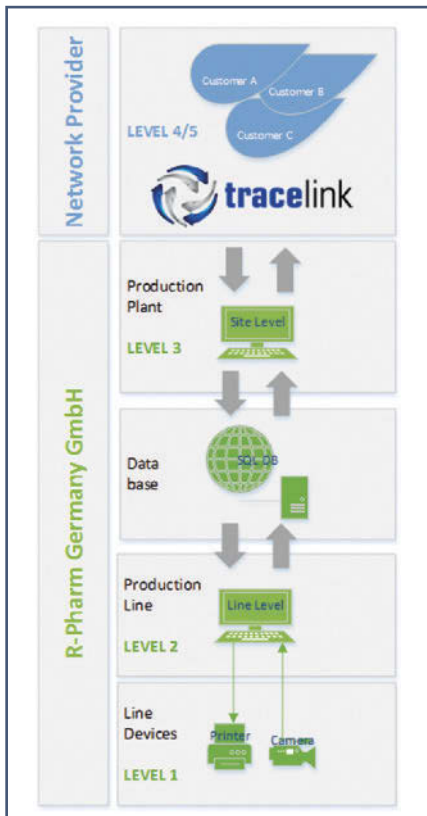 Network Provider
Customer A
Customer B
Customer C
LEVEL 4/5
tracelink
R-Pharm Germany GmbH
Production
Plant
Site Level
LEVEL 3
Data
base
SQL DB
Production
Line
Line Level
LEVEL 2
Line
Devices
Printer
Camera
LEVEL 1